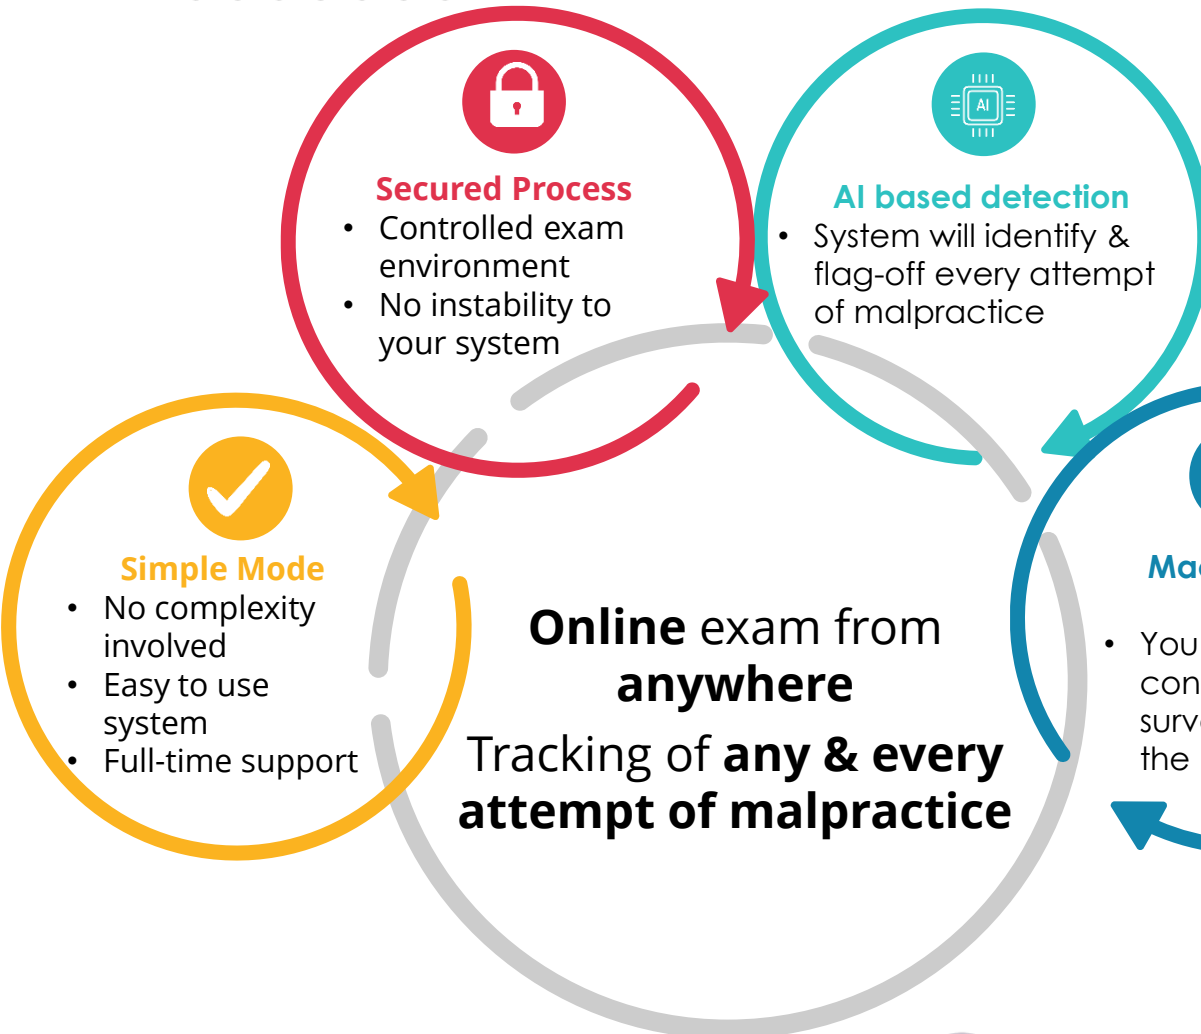 Secured Process
• Controlled exam
environment
• No instability to
your system
AI
AI based detection
• System will identify &
flag-off every attempt
of malpractice
Simple Mode
• No complexity
involved
• Easy to use
system
• Full-time support
Online exam from
anywhere
Tracking of any & every
attempt of malpractice
• You
the